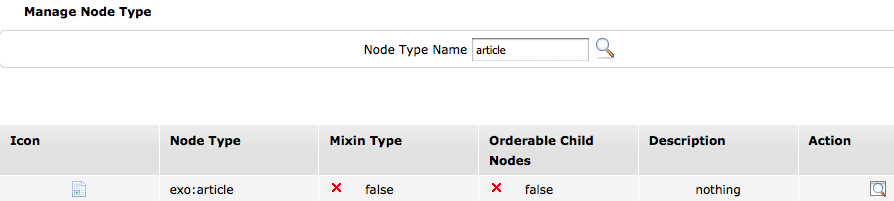 Manage Node Type
Node Type Name article
Icon Node Type Mixin Type Orderable Child Nodes Description Action
exo:article false false nothing